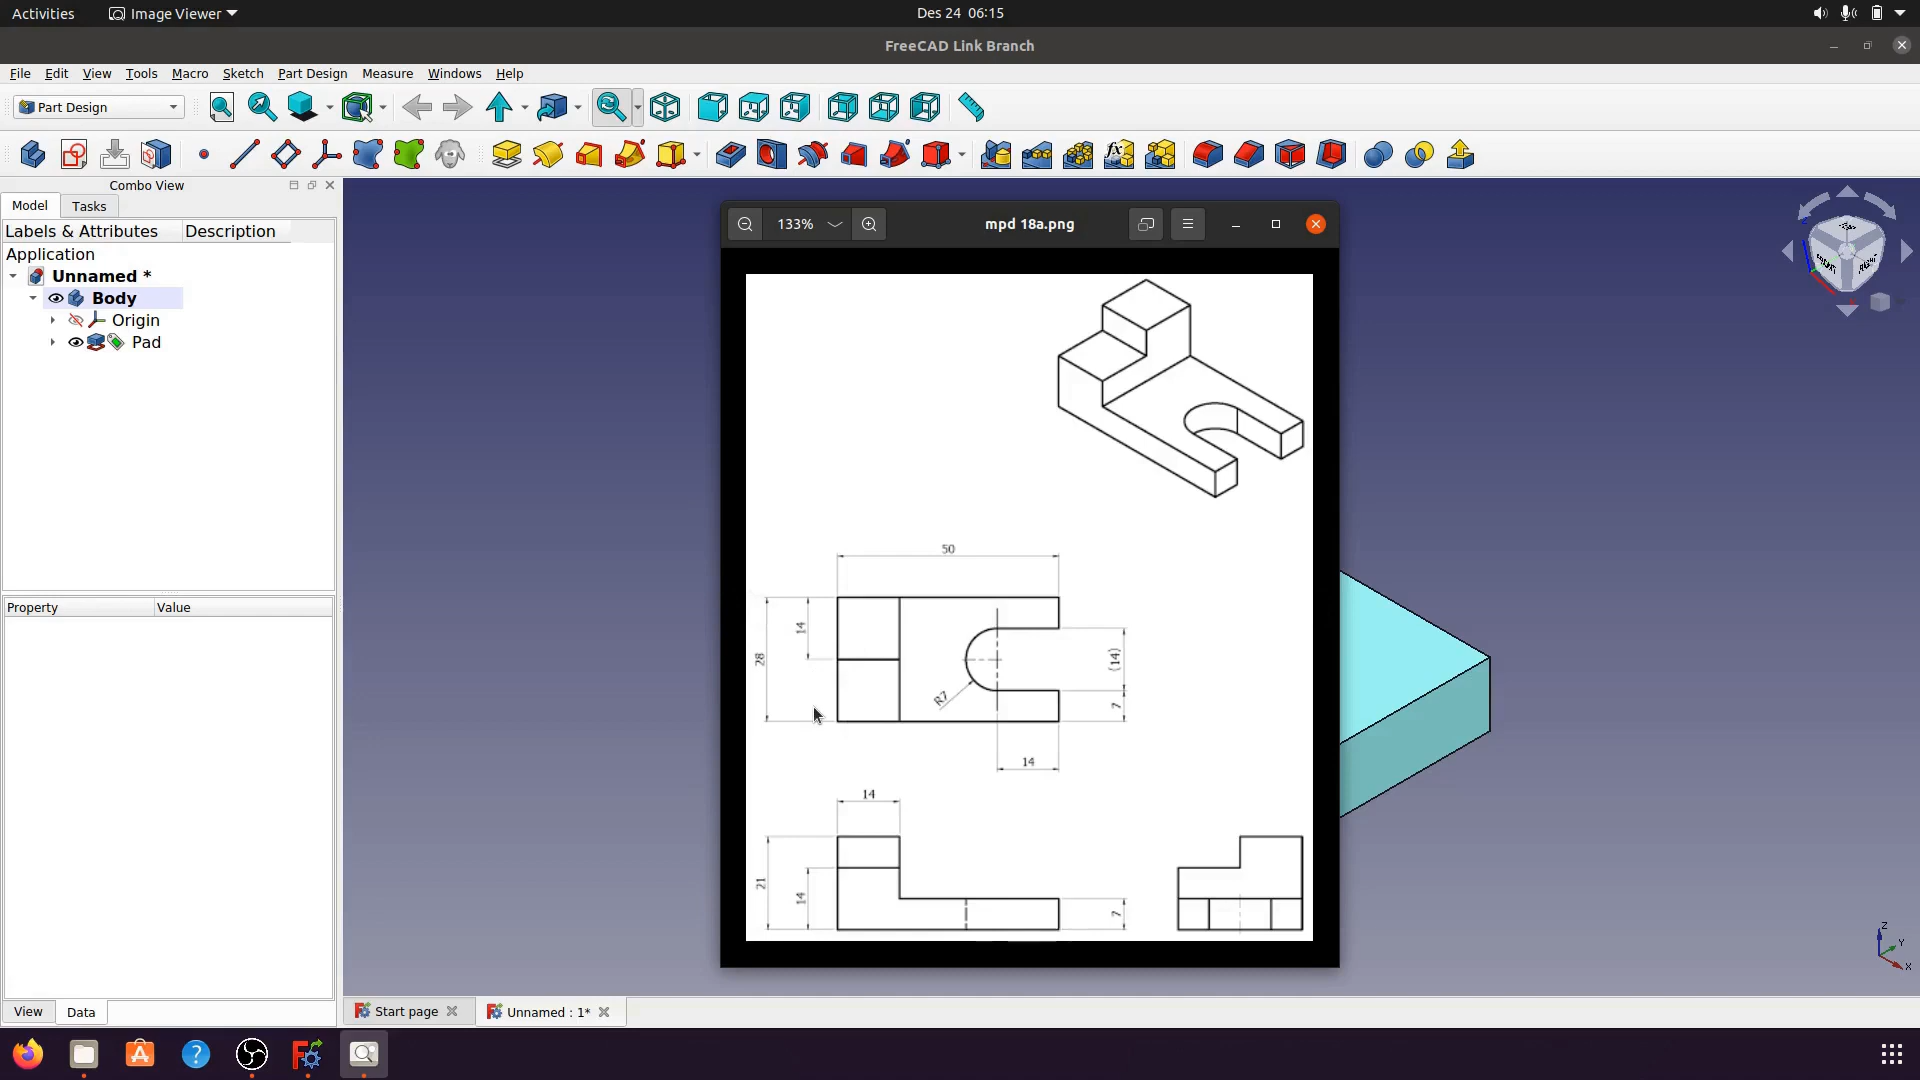 Activities
Image Viewer
Des 24 06:15
FreeCAD Link Branch
File Edit View Tools Macro Sketch Part Design Measure Windows Help
Part Design
fx
Combo View
Model Tasks
Labels & Attributes Description
Application
Unnamed *
Body
Origin
Pad
Property Value
View Data
133%
mpd 18a.png
50
14
28
(14)
R7
7
14
14
21
14
7
FRONT
RIGHT
Z
Y
X
Start page
Unnamed : 1*